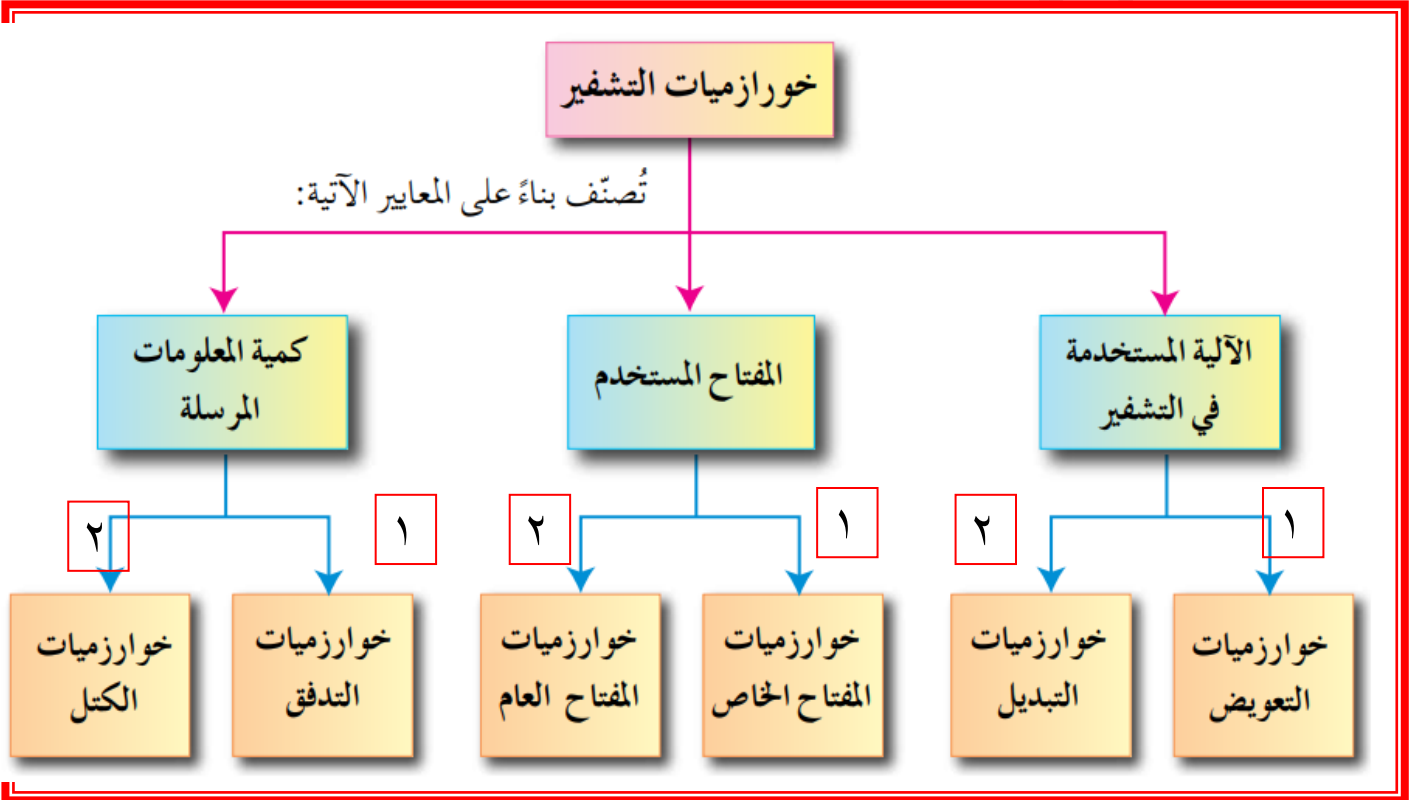 خورازميات التشفير
تُصنّف بناءً على المعايير الآتية:
الآلية المستخدمة
في التشفير
المفتاح المستخدم
كمية المعلومات
المرسلة
١
٢
١
٢
١
٢
خوارزميات
التعويض
خوارزميات
التبديل
خوارزميات
المفتاح الخاص
خوارزميات
المفتاح العام
خوارزميات
التدفق
خوارزميات
الكتل